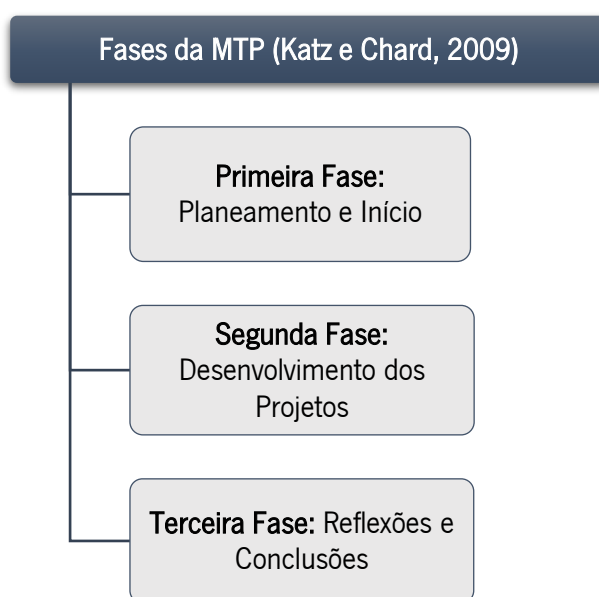 Fases da MTP (Katz e Chard, 2009)
Primeira Fase:
Planeamento e Início
Segunda Fase:
Desenvolvimento dos
Projetos
Terceira Fase: Reflexões e
Conclusões